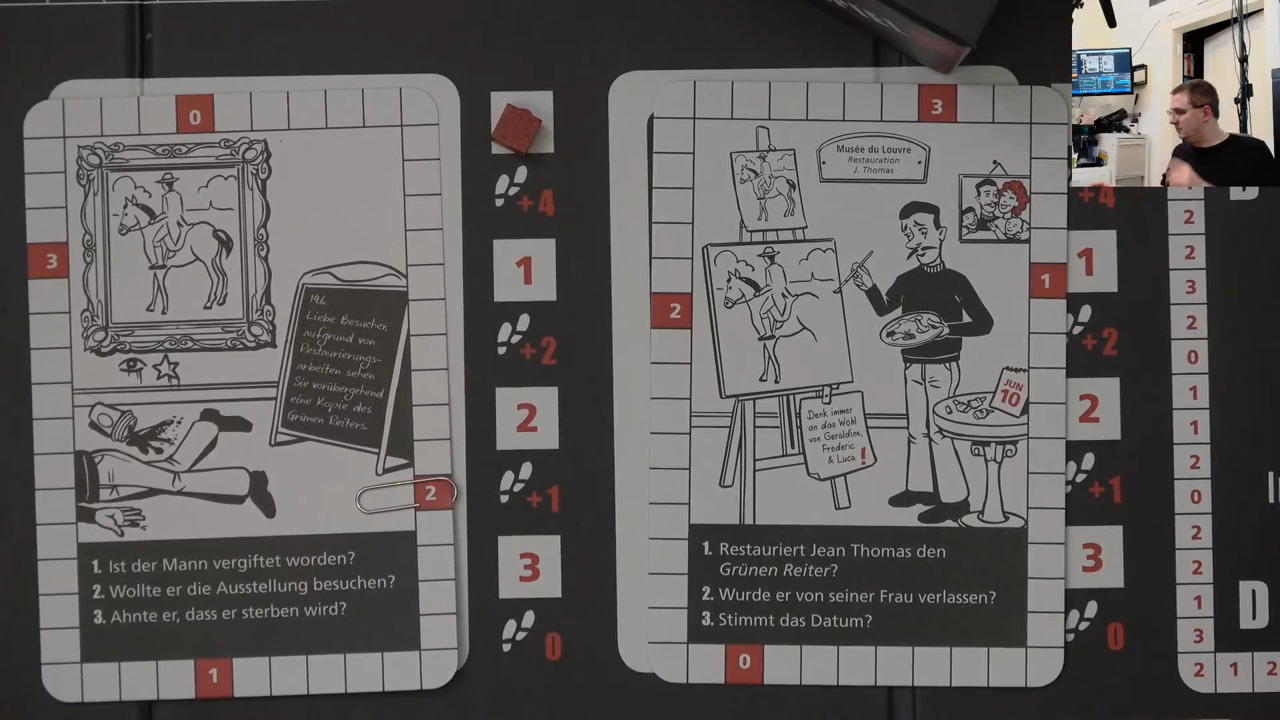 0
3
14.6.
Liebe Besucher,
aufgrund von
Restaurierungs-
arbeiten sehen
Sie vorübergehend
eine Kopie des
Grünen Reiters.
2
1. Ist der Mann vergiftet worden?
2. Wollte er die Ausstellung besuchen?
3. Ahnte er, dass er sterben wird?
1
+4
1
+2
2
+1
3
0
3
Musée du Louvre
Restauration
J. Thomas
2
1
JUN
10
Denk immer
an das Wohl
von Geraldine,
Frederic
& Luca!
1. Restauriert Jean Thomas den
Grünen Reiter?
2. Wurde er von seiner Frau verlassen?
3. Stimmt das Datum?
0
+4
1
+2
2
+1
3
0
2
2
3
2
0
1
1
2
0
2
2
1
3
2 1 2
D